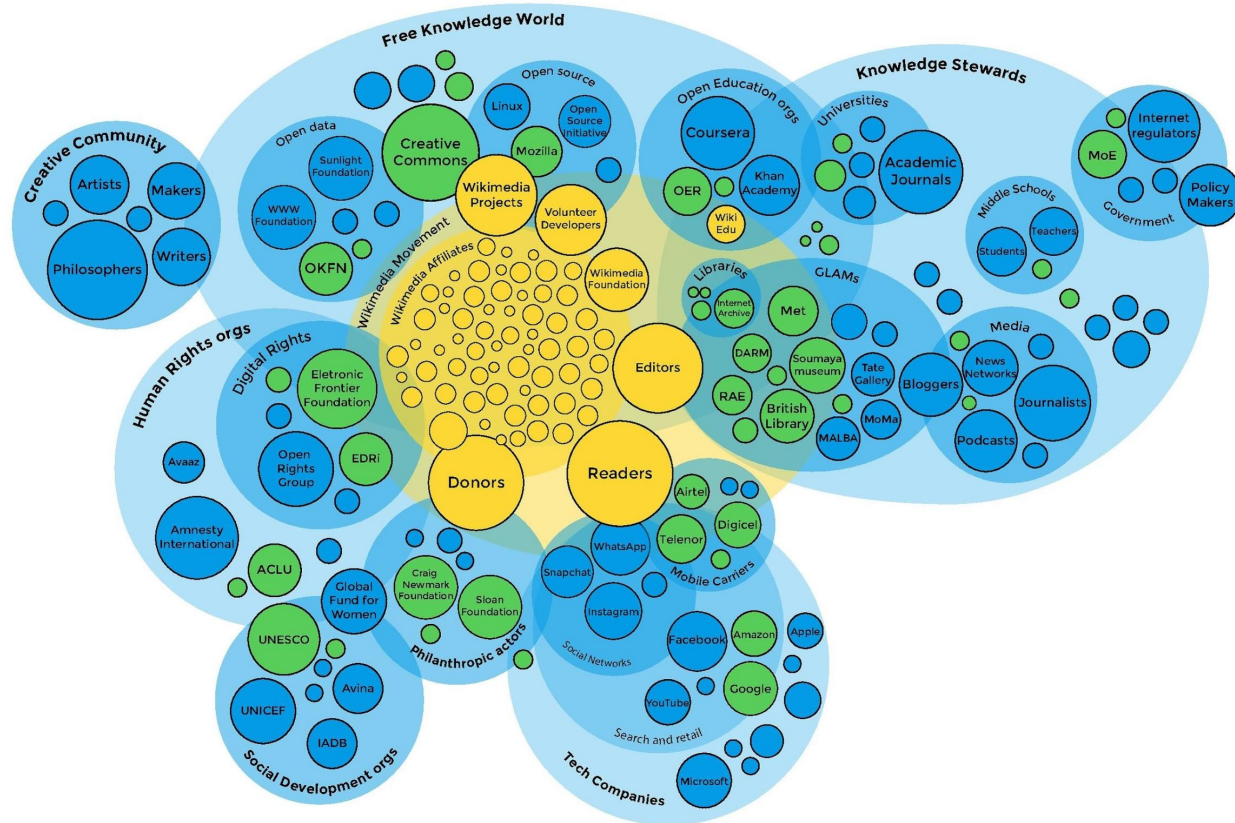 Free Knowledge World
Open data
Sunlight
Foundation
WWW
Foundation
OKFN
Creative
Commons
Open source
Linux
Open
Source
Initiative
Mozilla
Wikimedia
Projects
Volunteer
Developers
Wikimedia Movement
Wikimedia Affiliates
Wikimedia
Foundation
Editors
Readers
Donors
Open Education orgs
Coursera
Khan
Academy
OER
Wiki
Edu
Knowledge Stewards
Universities
Academic
Journals
Middle Schools
Teachers
Students
Internet
regulators
MoE
Policy
Makers
Government
Libraries
Internet
Archive
GLAMs
Met
DARM
Soumaya
museum
Tate
Gallery
RAE
British
Library
MALBA
MoMa
Bloggers
Media
News
Networks
Journalists
Podcasts
Creative Community
Artists
Makers
Philosophers
Writers
Human Rights orgs
Digital Rights
Eletronic
Frontier
Foundation
Open
Rights
Group
EDRi
Avaaz
Amnesty
International
ACLU
Global
Fund for
Women
UNESCO
UNICEF
Avina
IADB
Social Development orgs
Craig
Newmark
Foundation
Sloan
Foundation
Philanthropic actors
Airtel
Telenor
Digicel
Mobile Carriers
WhatsApp
Snapchat
Instagram
Social Networks
Facebook
Amazon
Apple
Google
YouTube
Search and retail
Microsoft
Tech Companies